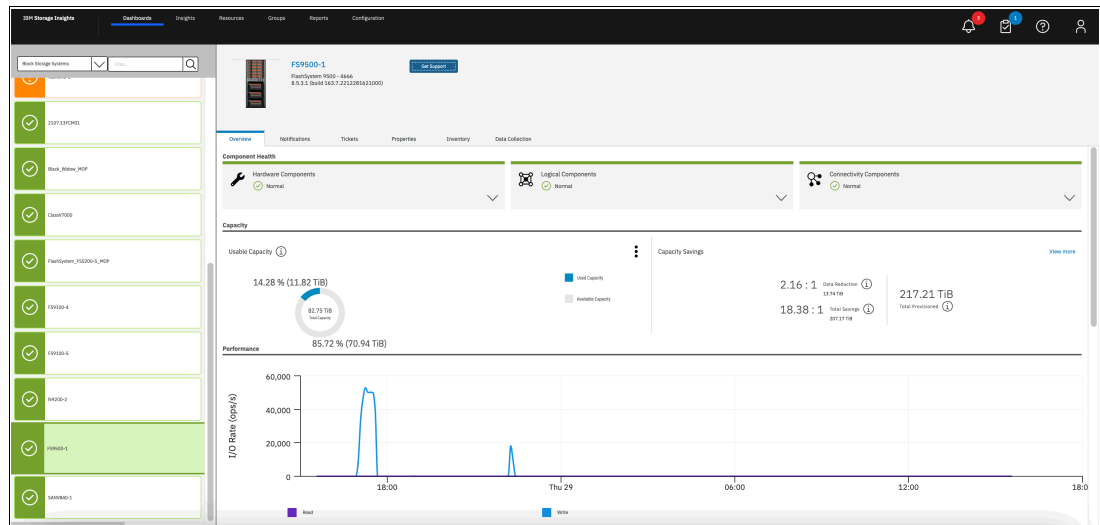 IBM Storage Insights
Dashboards
Insights
Resources
Groups
Reports
Configuration
3
1
Block Storage Systems
Filter...
2107.13FCM01
Black_Widow_MOP
ClassV7000
FlashSystem_FS5200-5_MOP
FS9100-4
FS9100-5
fs9200-2
FS9500-1
SANV840-1
FS9500-1
FlashSystem 9500 - 4666
8.5.3.1 (build 163.7.2212281621000)
Get Support
Overview
Notifications
Tickets
Properties
Inventory
Data Collection
Component Health
Hardware Components
Normal
Logical Components
Normal
Connectivity Components
Normal
Capacity
Usable Capacity
14.28 % (11.82 TiB)
82.75 TiB
Total Capacity
85.72 % (70.94 TiB)
Used Capacity
Available Capacity
Capacity Savings
View more
2.16 : 1 Data Reduction
13.74 TiB
18.38 : 1 Total Savings
207.17 TiB
217.21 TiB
Total Provisioned
Performance
I/O Rate (ops/s)
60,000
40,000
20,000
0
18:00
Thu 29
06:00
12:00
18:0
Read
Write